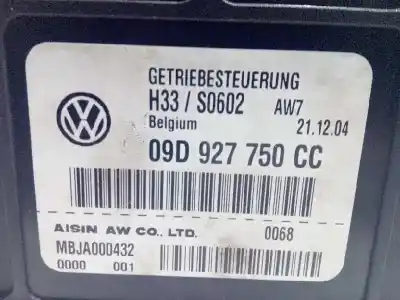 GETRIEBESTEUERUNG
H33 / S0602 AW7
Belgium 21.12.04
09D 927 750 CC
AISIN AW CO., LTD. 0068
MBJA000432
0000 001